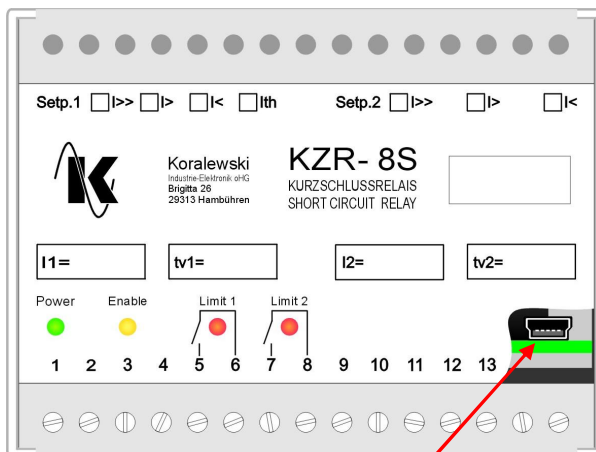 Setp.1 I>> I> I< Ith Setp.2 I>> I> I<
Koralewski
Industrie-Elektronik oHG
Brigitta 26
29313 Hambühren
KZR- 8S
KURZSCHLUSSRELAIS
SHORT CIRCUIT RELAY
I1= tv1= I2= tv2=
Power Enable Limit 1 Limit 2
1 2 3 4 5 6 7 8 9 10 11 12 13